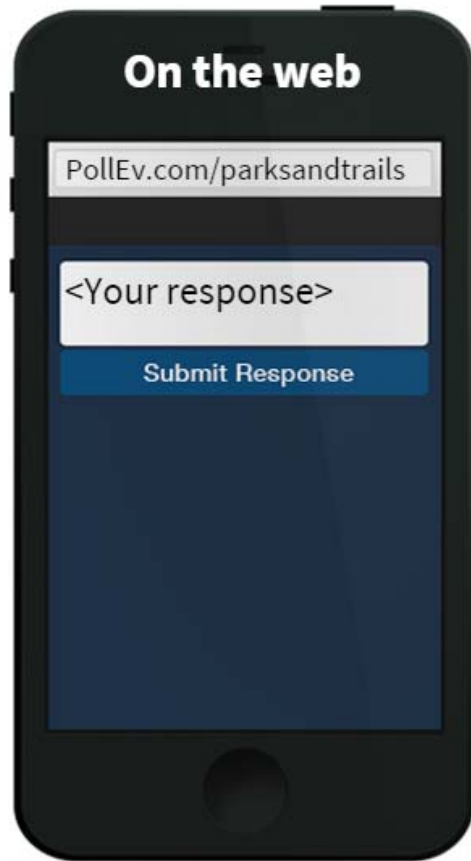 On the web
PollEv.com/parksandtrails
<Your response>
Submit Response